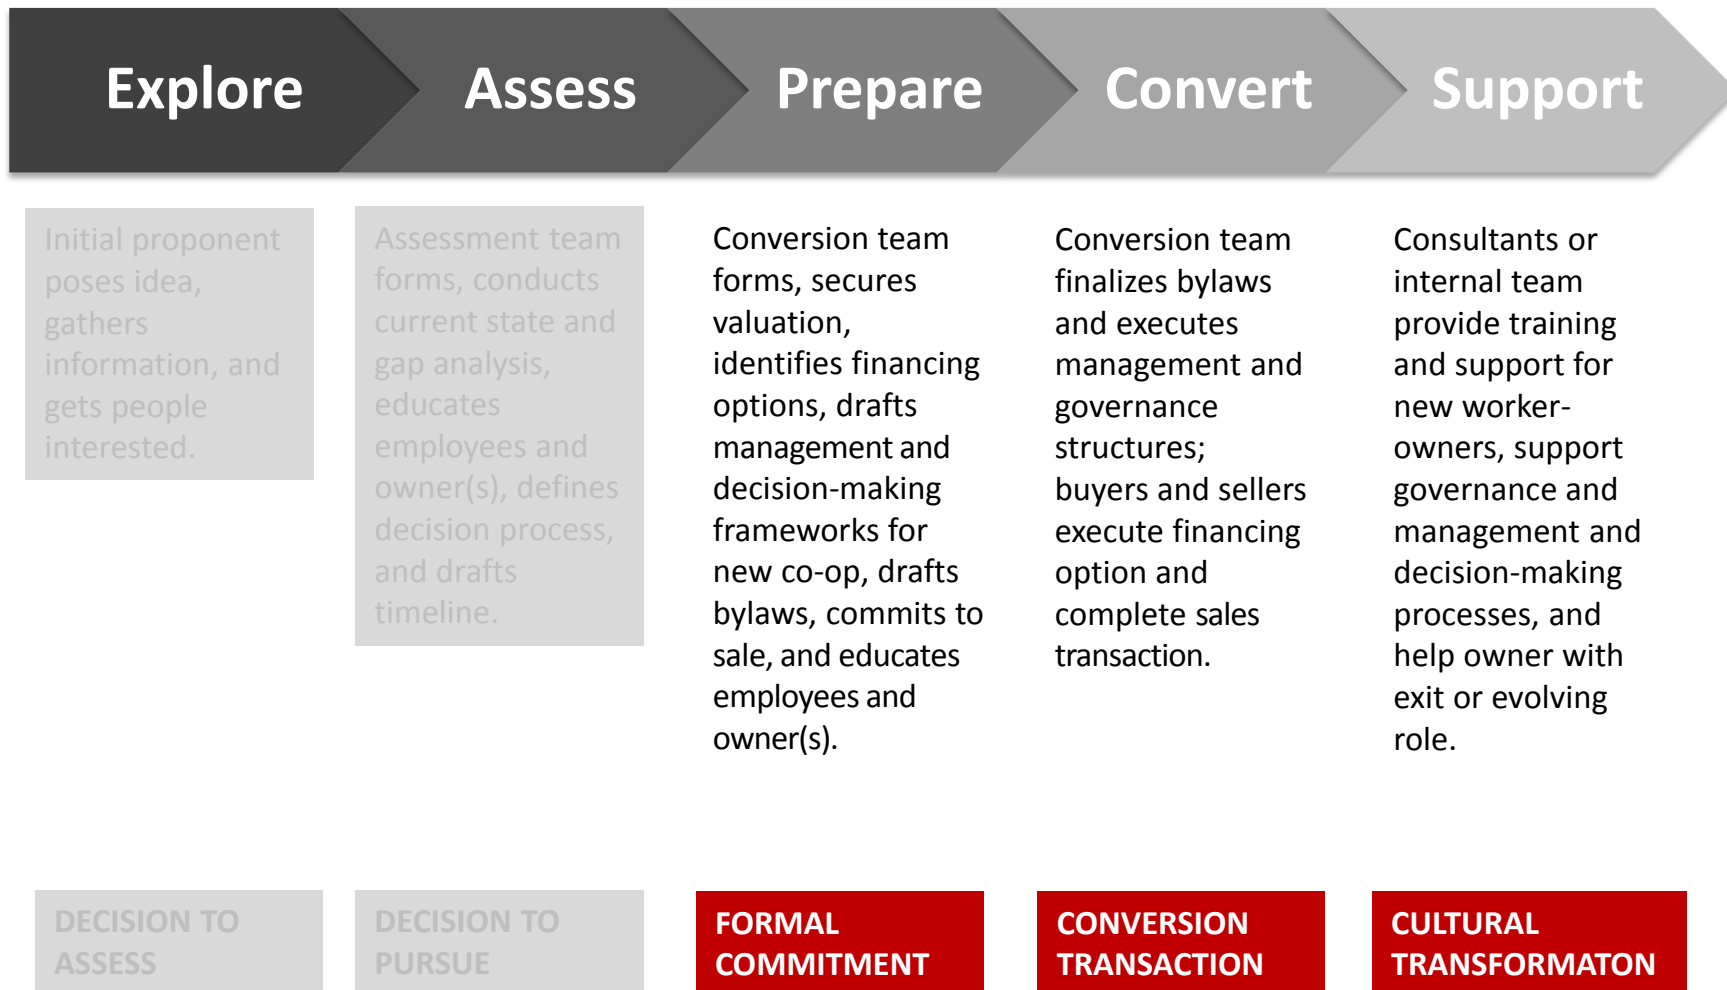 Explore
Assess
Prepare
Convert
Support
Initial proponent
poses idea,
gathers
information, and
gets people
interested.
Assessment team
forms, conducts
current state and
gap analysis,
educates
employees and
owner(s), defines
decision process,
and drafts
timeline.
Conversion team
forms, secures
valuation,
identifies financing
options, drafts
management and
decision-making
frameworks for
new co-op, drafts
bylaws, commits to
sale, and educates
employees and
owner(s).
Conversion team
finalizes bylaws
and executes
management and
governance
structures;
buyers and sellers
execute financing
option and
complete sales
transaction.
Consultants or
internal team
provide training
and support for
new worker-
owners, support
governance and
management and
decision-making
processes, and
help owner with
exit or evolving
role.
DECISION TO
ASSESS
DECISION TO
PURSUE
FORMAL
COMMITMENT
CONVERSION
TRANSACTION
CULTURAL
TRANSFORMATON